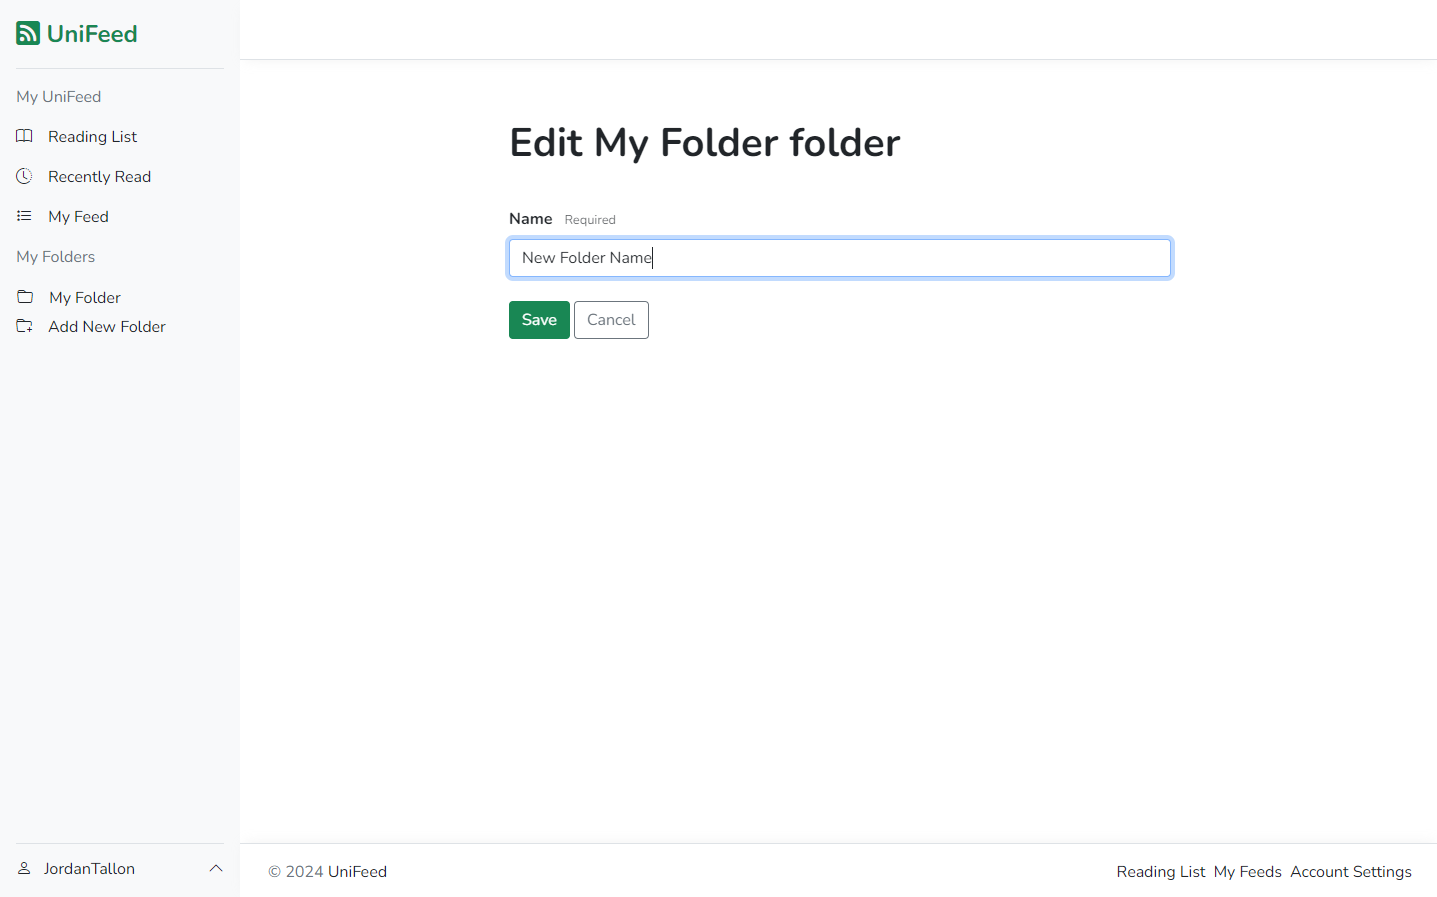 UniFeed
My UniFeed
Reading List
Recently Read
My Feed
My Folders
My Folder
Add New Folder
JordanTallon
Edit My Folder folder
Name Required
New Folder Name
Save Cancel
© 2024 UniFeed
Reading List My Feeds Account Settings